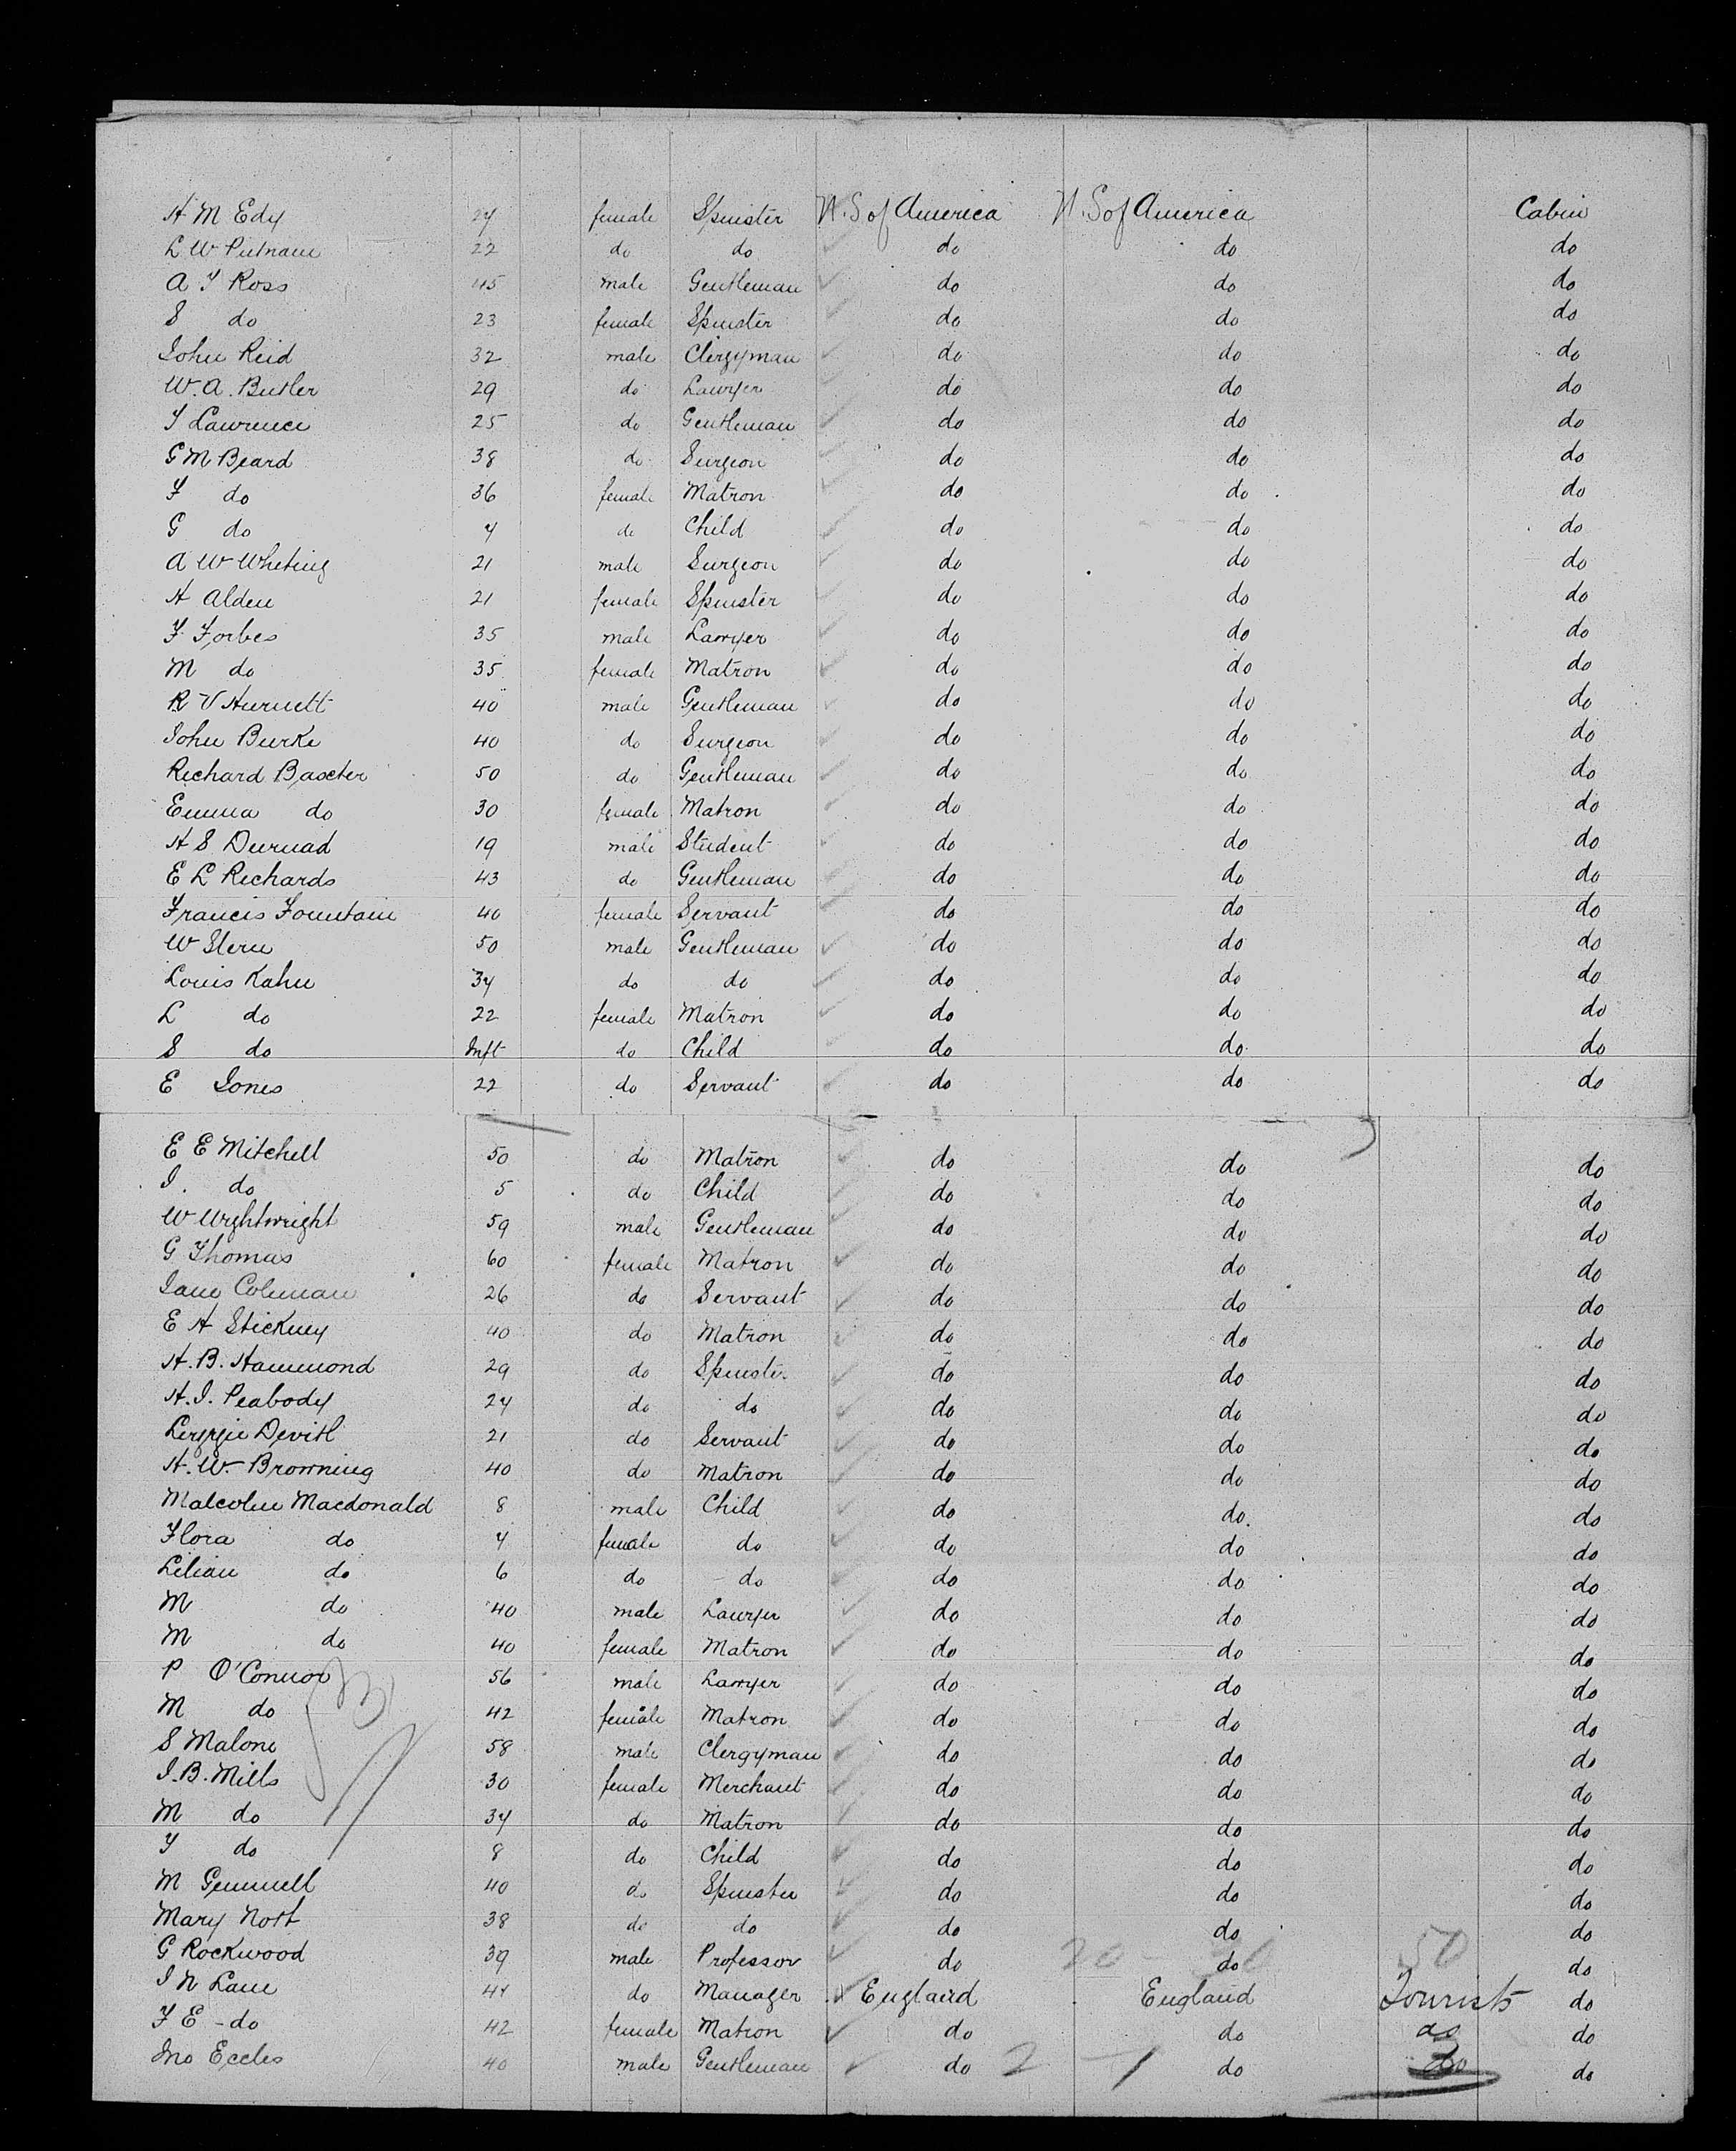 H M Edy 24 female Spinster U.S of America U.S of America Cabin
L W Putnam 22 do do do do do
A T Ross 45 male Gentleman do do do
S do 23 female Spinster do do do
John Reid 32 male Clergyman do do do
W. A. Butler 29 do Lawyer do do do
T Lawrence 25 do Gentleman do do do
G M Beard 38 do Surgeon do do do
F do 36 female Matron do do do
G do 4 do Child do do do
A W Whiting 21 male Surgeon do do do
H Alden 21 female Spinster do do do
F. Forbes 35 male Lawyer do do do
M do 35 female Matron do do do
R V Hurnett 40 male Gentleman do do do
John Burke 40 do Surgeon do do do
Richard Baxter 50 do Gentleman do do do
Emma do 30 female Matron do do do
H S Durnad 19 male Student do do do
E L Richards 43 do Gentleman do do do
Francis Fountain 40 female Servant do do do
W Stern 50 male Gentleman do do do
Louis Kahn 34 do do do do do
L do 22 female Matron do do do
S do Inft do Child do do do
E Jones 22 do Servant do do do
E E Mitchell 50 do Matron do do do
I. do 5 do Child do do do
W Wightwright 59 male Gentleman do do do
G Thomas 60 female Matron do do do
Jane Coleman 26 do Servant do do do
E H Stickney 40 do Matron do do do
H. B. Hammond 29 do Spinster do do do
H. I. Peabody 24 do do do do do
Devitt 21 do Servant do do do
H. W. Browning 40 do Matron do do do
Malcolm Macdonald 8 male Child do do do
Flora do 4 female do do do do
Lilian do 6 do do do do do
M do 40 male Lawyer do do do
M do 40 female Matron do do do
P O'Connor 56 male Lawyer do do do
M do 42 female Matron do do do
S Malone 58 male Clergyman do do do
J. B. Mills 30 female Merchant do do do
M do 34 do Matron do do do
T do 8 do Child do do do
M Gemmell 40 do Spinster do do do
Mary Nott 38 do do do do do
G Rockwood 39 male Professor do 20 - 30 do 50 do
J N Lane 44 do Manager England England Tourists do
F E - do 42 female Matron do do do do
Jno Eccles 40 male Gentleman do 2 - 1 do do